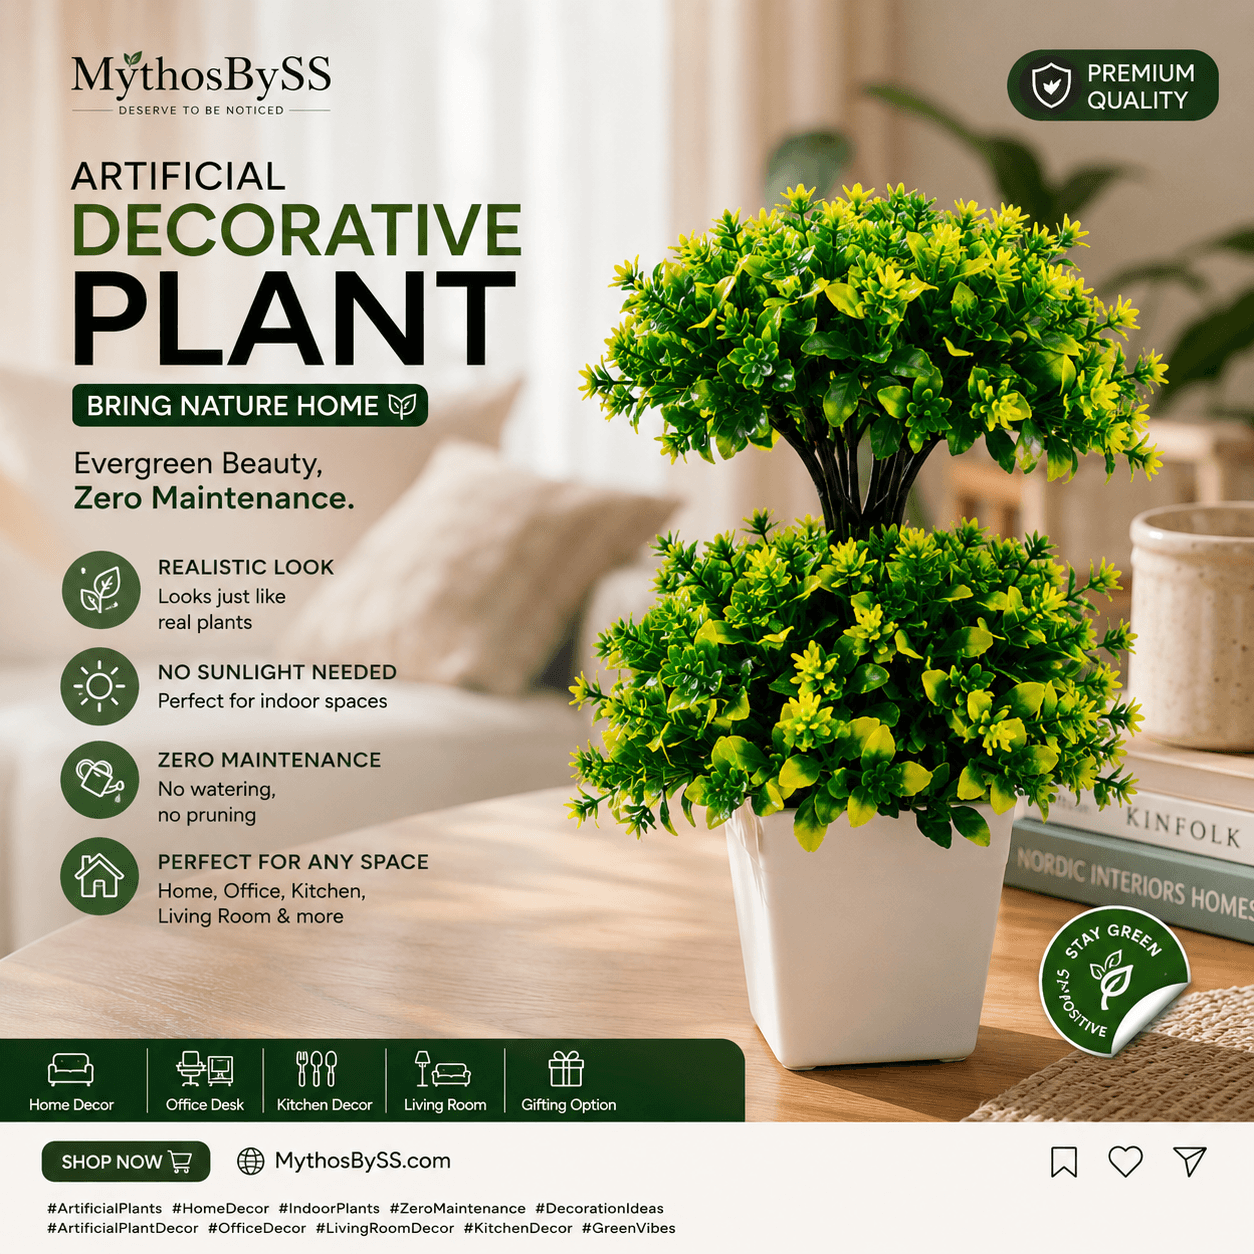 MythosBySS
DESERVE TO BE NOTICED
PREMIUM
QUALITY
ARTIFICIAL
DECORATIVE
PLANT
BRING NATURE HOME
Evergreen Beauty,
Zero Maintenance.
REALISTIC LOOK
Looks just like
real plants
NO SUNLIGHT NEEDED
Perfect for indoor spaces
ZERO MAINTENANCE
No watering,
no pruning
PERFECT FOR ANY SPACE
Home, Office, Kitchen,
Living Room & more
KINFOLK
NORDIC INTERIORS HOMES
STAY GREEN
POSITIVE
Home Decor
Office Desk
Kitchen Decor
Living Room
Gifting Option
SHOP NOW
MythosBySS.com
#ArtificialPlants #HomeDecor #IndoorPlants #ZeroMaintenance #DecorationIdeas
#ArtificialPlantDecor #OfficeDecor #LivingRoomDecor #KitchenDecor #GreenVibes